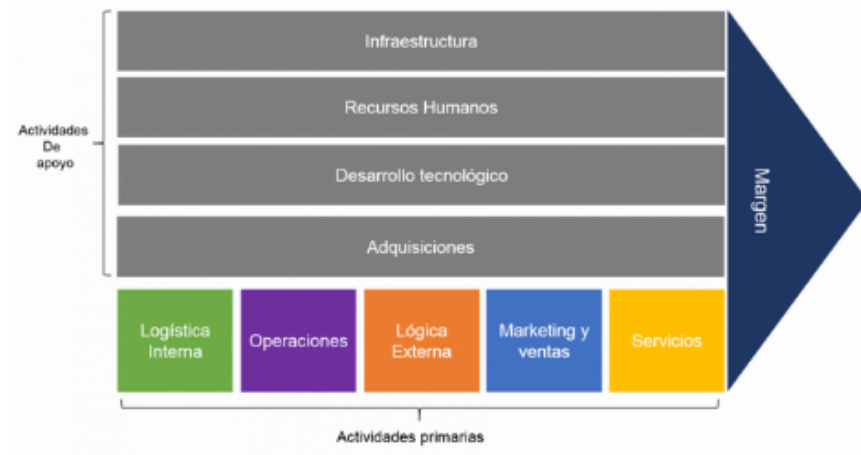 Infraestructura
Recursos Humanos
Actividades
De
apoyo
Desarrollo tecnológico
Adquisiciones
Margen
Logística
Interna
Operaciones
Lógica
Externa
Marketing y
ventas
Servicios
Actividades primarias